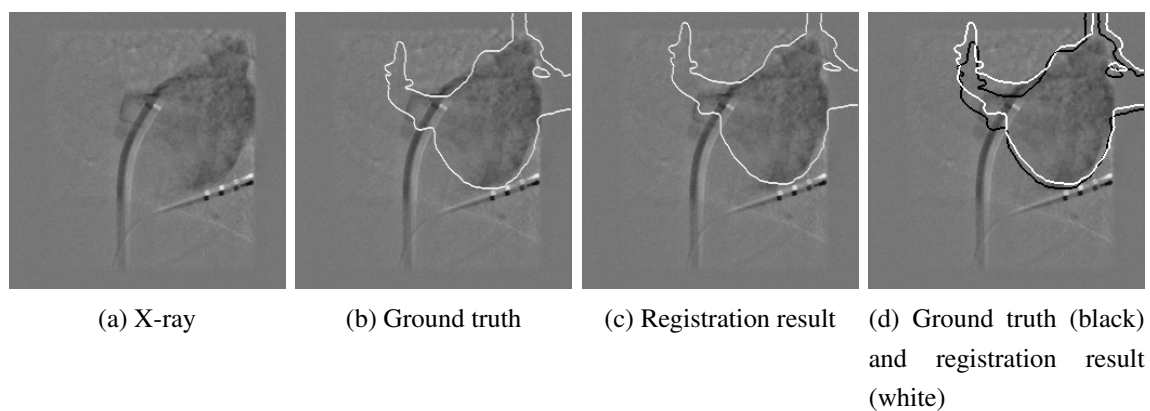 (a) X-ray
(b) Ground truth
(c) Registration result
(d) Ground truth (black)
and registration result
(white)